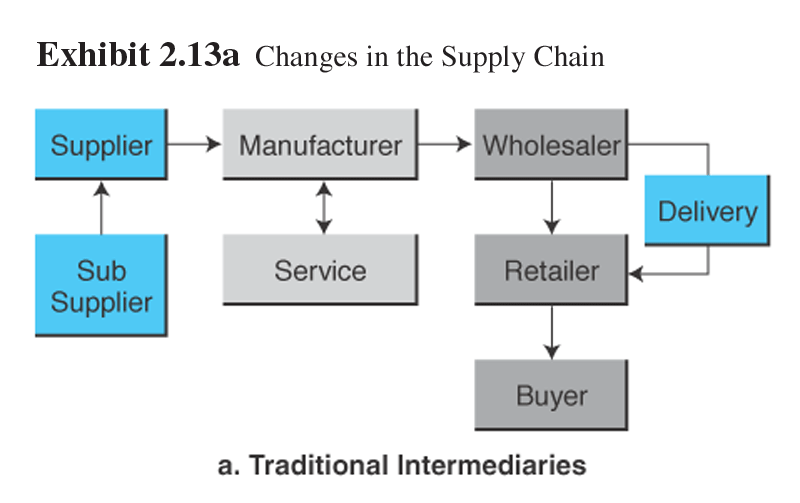 Exhibit 2.13a Changes in the Supply Chain
Supplier
Manufacturer
Wholesaler
Delivery
Sub
Supplier
Service
Retailer
Buyer
a. Traditional Intermediaries